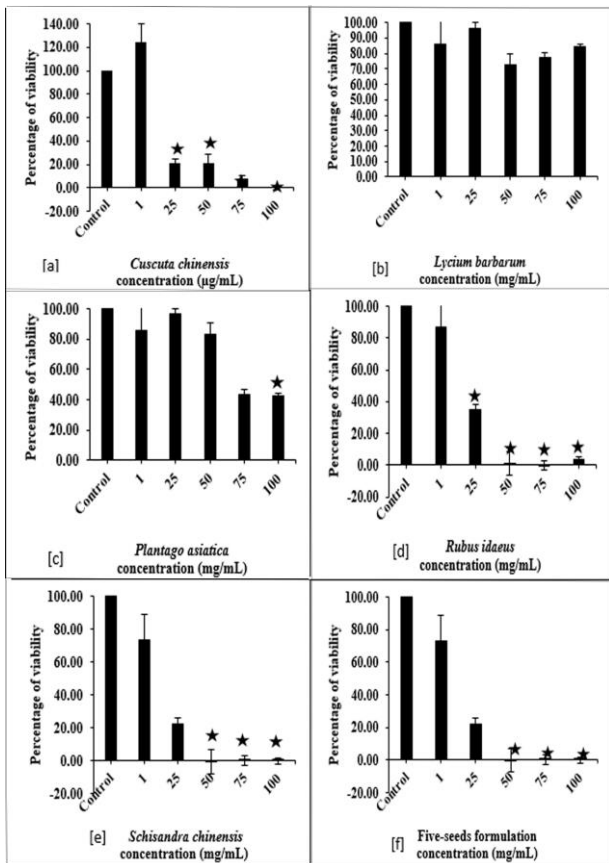 Percentage of viability
140.00
120.00
100.00
80.00
60.00
40.00
20.00
0.00
-20.00
Control
1
25
50
75
100
[a]
Cuscuta chinensis
concentration (µg/mL)
Percentage of viability
100.00
90.00
80.00
70.00
60.00
50.00
40.00
30.00
20.00
10.00
0.00
Control
1
25
50
75
100
[b]
Lycium barbarum
concentration (mg/mL)
Percentage of viability
100.00
80.00
60.00
40.00
20.00
0.00
Control
1
25
50
75
100
[c]
Plantago asiatica
concentration (mg/mL)
Percentage of viability
100.00
80.00
60.00
40.00
20.00
0.00
-20.00
Control
1
25
50
75
100
[d]
Rubus idaeus
concentration (mg/mL)
Percentage of viability
100.00
80.00
60.00
40.00
20.00
0.00
-20.00
Control
1
25
50
75
100
[e]
Schisandra chinensis
concentration (mg/mL)
Percentage of viability
100.00
80.00
60.00
40.00
20.00
0.00
-20.00
Control
1
25
50
75
100
[f]
Five-seeds formulation
concentration (mg/mL)